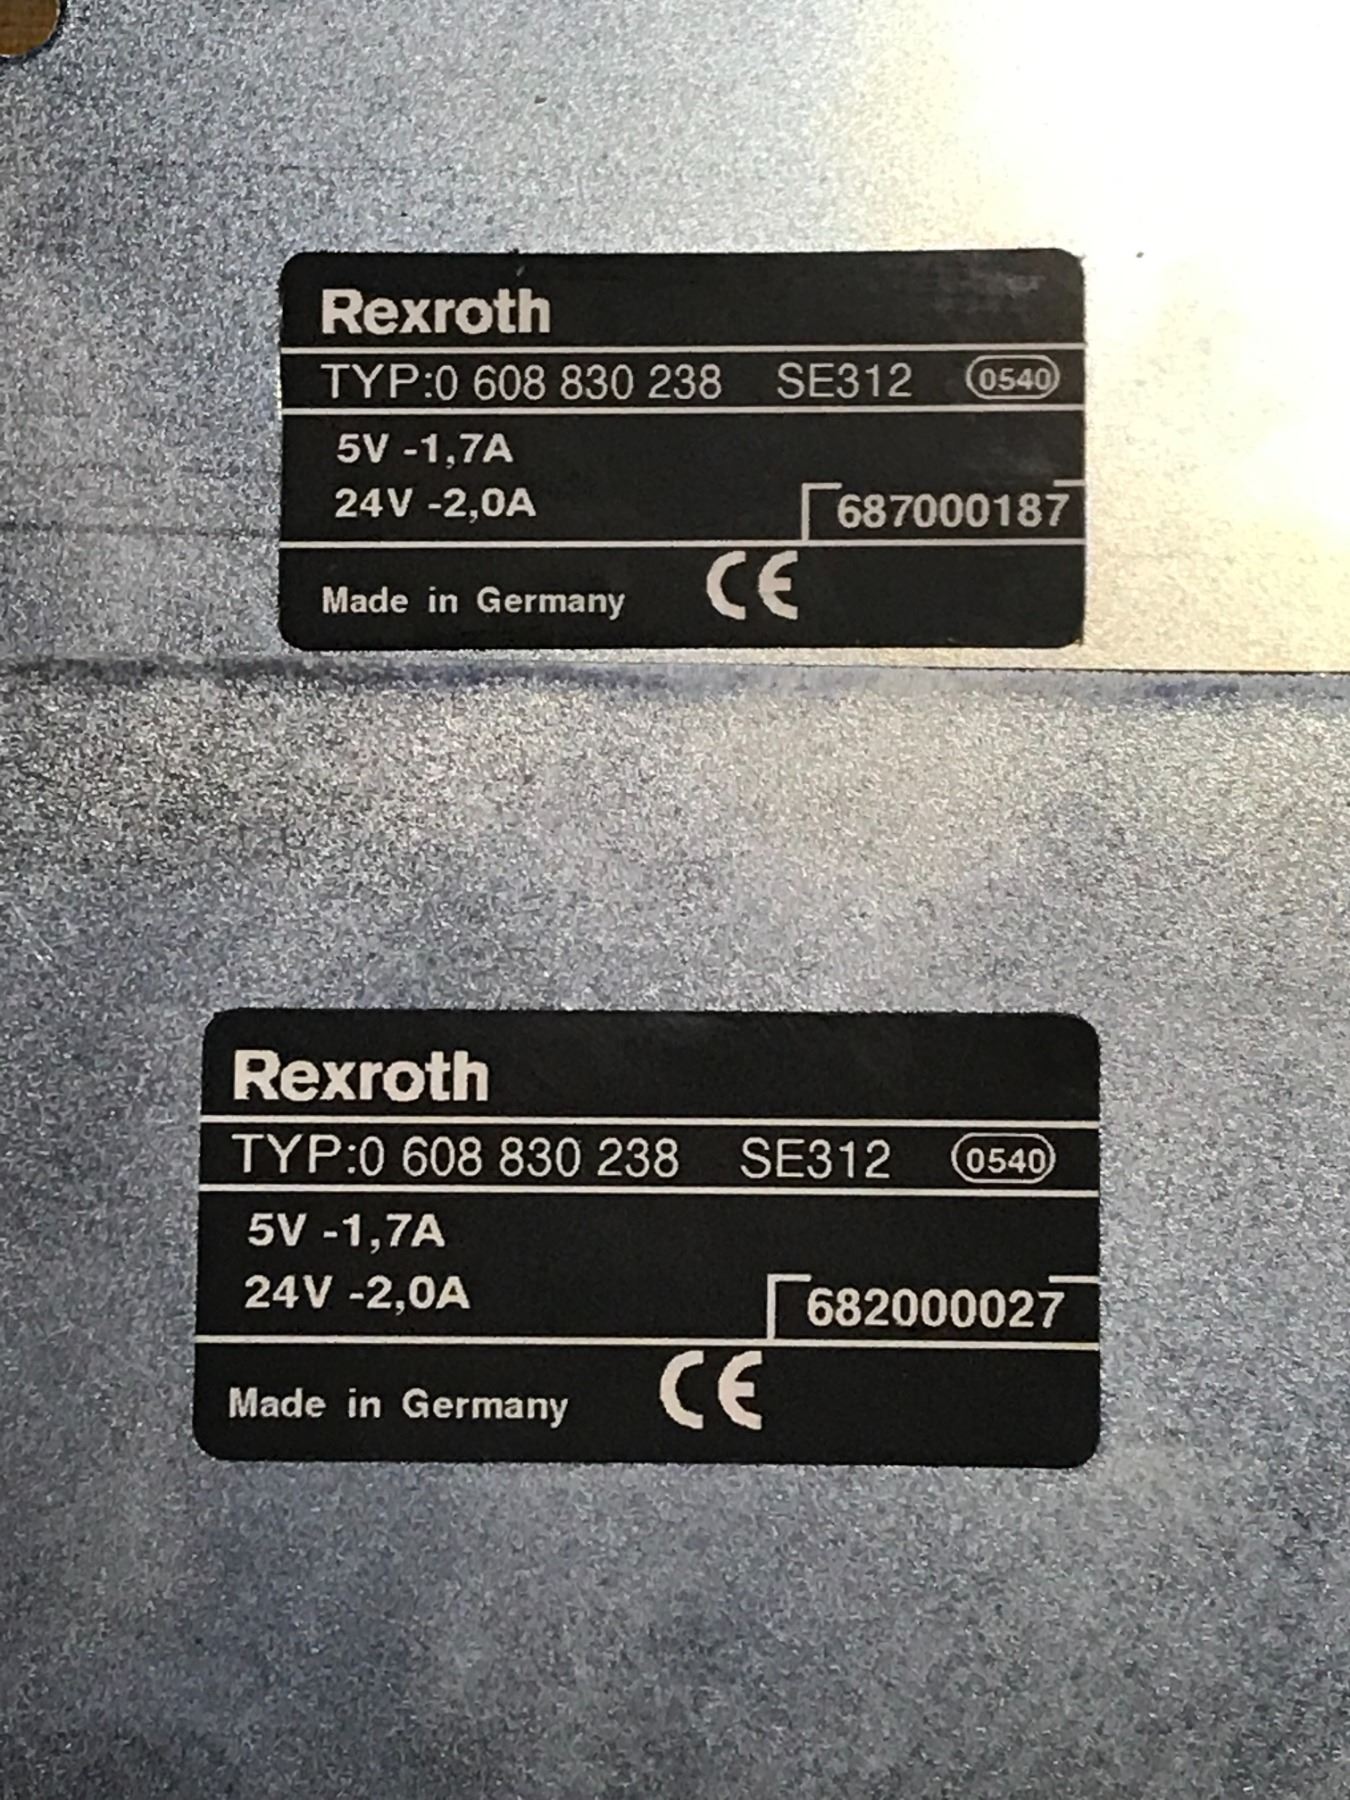 Rexroth
TYP:0 608 830 238 SE312 0540
5V -1,7A
24V -2,0A
687000187
Made in Germany CE
Rexroth
TYP:0 608 830 238 SE312 0540
5V -1,7A
24V -2,0A
682000027
Made in Germany CE